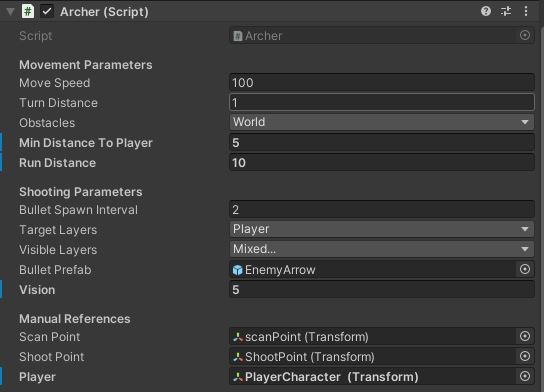 Archer (Script)
Script Archer
Movement Parameters
Move Speed 100
Turn Distance 1
Obstacles World
Min Distance To Player 5
Run Distance 10
Shooting Parameters
Bullet Spawn Interval 2
Target Layers Player
Visible Layers Mixed...
Bullet Prefab EnemyArrow
Vision 5
Manual References
Scan Point scanPoint (Transform)
Shoot Point ShootPoint (Transform)
Player PlayerCharacter (Transform)